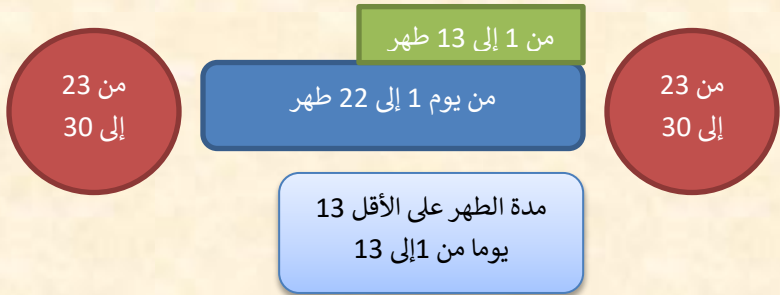 من 1 إلى 13 طهر
من 23
إلى 30
من يوم 1 إلى 22 طهر
من 23
إلى 30
مدة الطهر على الأقل 13
يوما من 1إلى 13